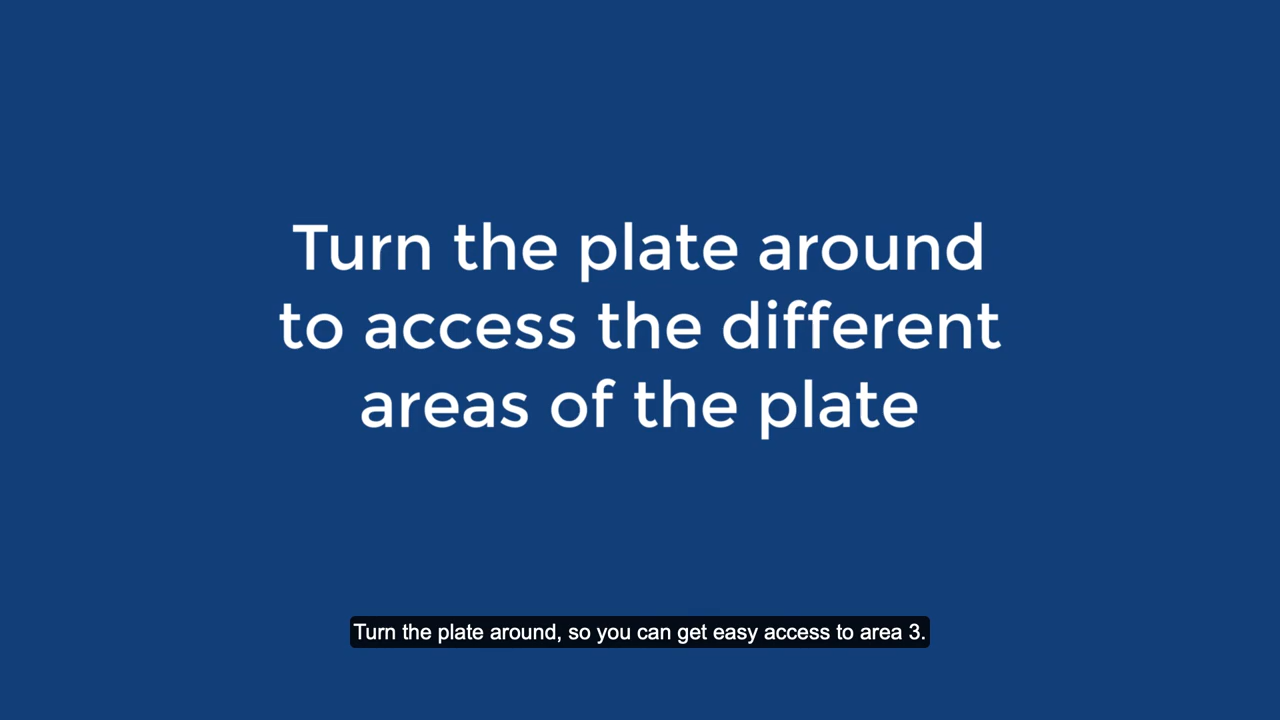 Turn the plate around
to access the different
areas of the plate
Turn the plate around, so you can get easy access to area 3.